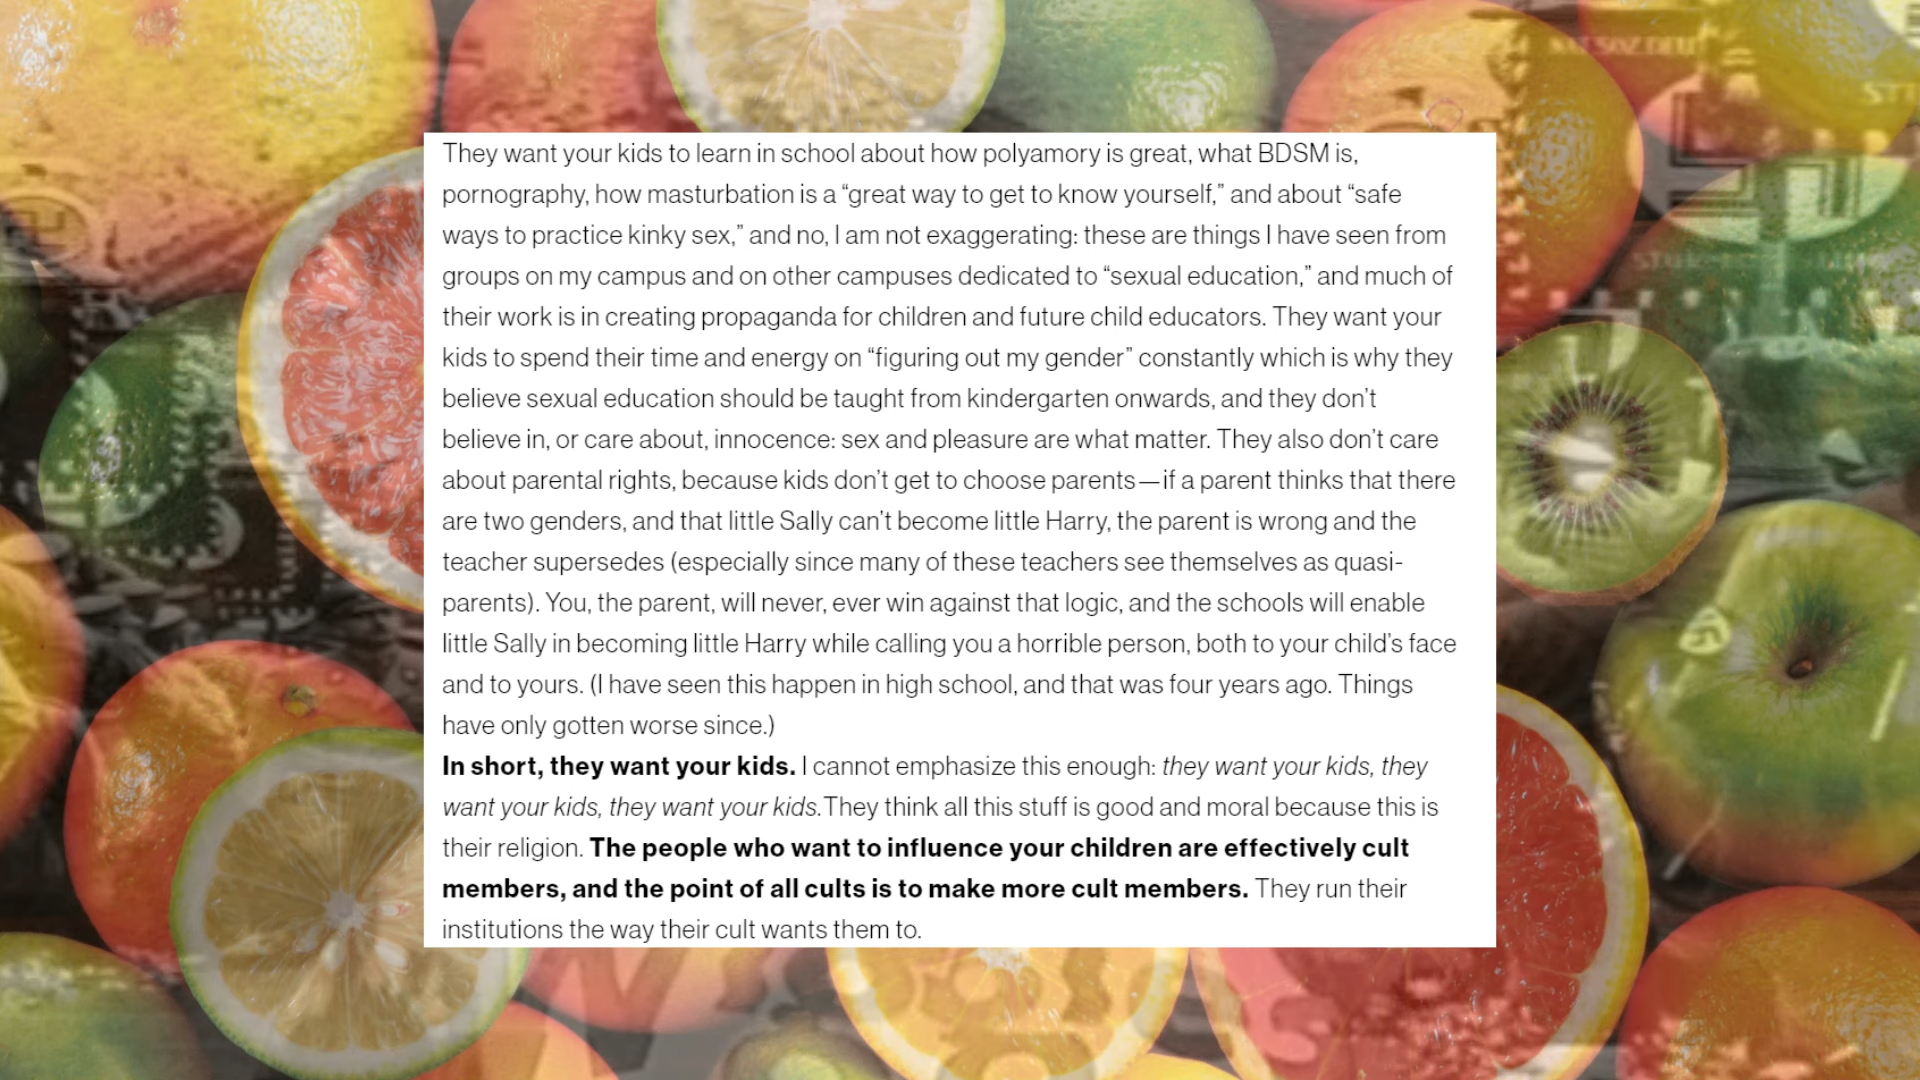 They want your kids to learn in school about how polyamory is great, what BDSM is,
pornography, how masturbation is a “great way to get to know yourself,” and about “safe
ways to practice kinky sex,” and no, I am not exaggerating: these are things I have seen from
groups on my campus and on other campuses dedicated to “sexual education,” and much of
their work is in creating propaganda for children and future child educators. They want your
kids to spend their time and energy on “figuring out my gender” constantly which is why they
believe sexual education should be taught from kindergarten onwards, and they don’t
believe in, or care about, innocence: sex and pleasure are what matter. They also don’t care
about parental rights, because kids don’t get to choose parents—if a parent thinks that there
are two genders, and that little Sally can’t become little Harry, the parent is wrong and the
teacher supersedes (especially since many of these teachers see themselves as quasi-
parents). You, the parent, will never, ever win against that logic, and the schools will enable
little Sally in becoming little Harry while calling you a horrible person, both to your child’s face
and to yours. (I have seen this happen in high school, and that was four years ago. Things
have only gotten worse since.)
In short, they want your kids. I cannot emphasize this enough: they want your kids, they
want your kids, they want your kids.They think all this stuff is good and moral because this is
their religion. The people who want to influence your children are effectively cult
members, and the point of all cults is to make more cult members. They run their
institutions the way their cult wants them to.